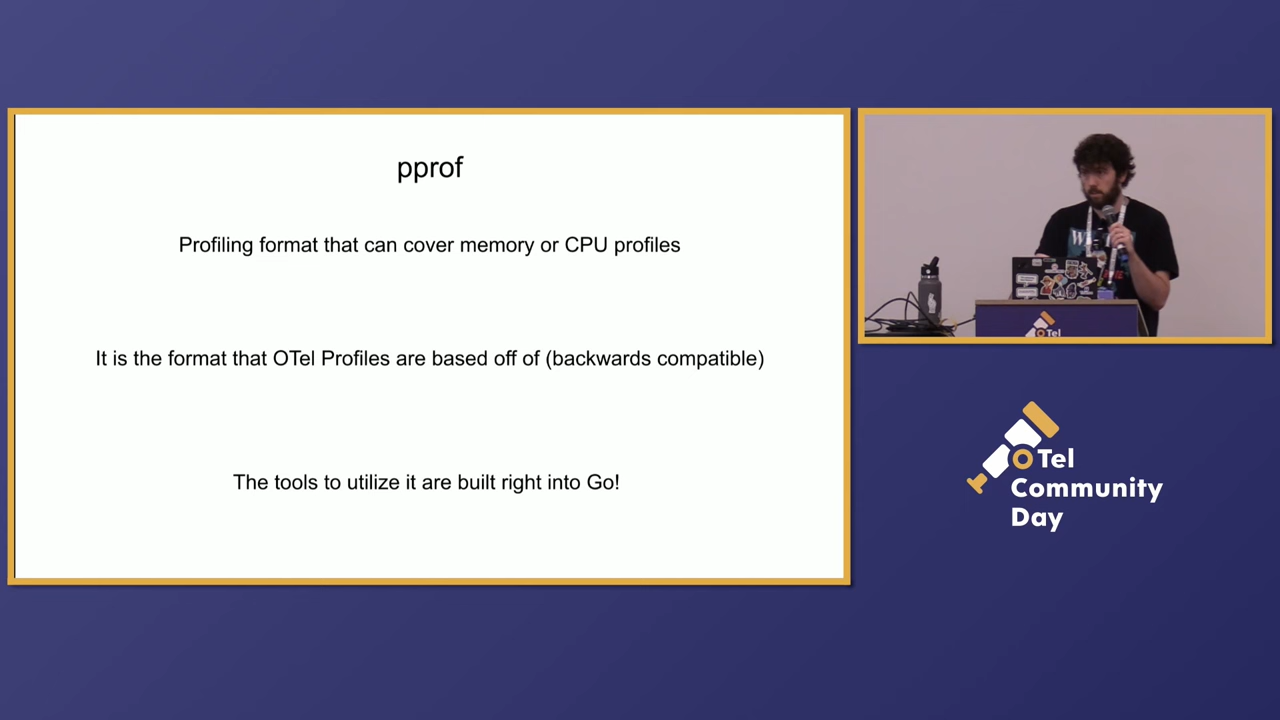 pprof
Profiling format that can cover memory or CPU profiles
It is the format that OTel Profiles are based off of (backwards compatible)
The tools to utilize it are built right into Go!
OTel
OTel
Community
Day